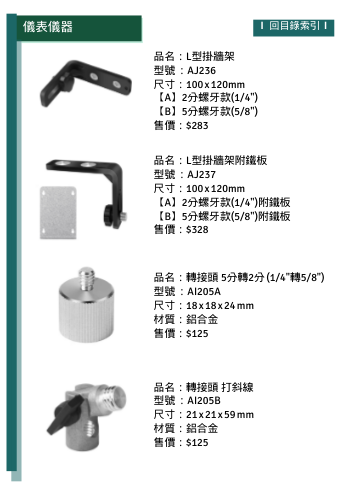 儀表儀器
I 回目錄索引 I
品名：L型掛牆架
型號：AJ236
尺寸：100x120mm
【A】2分螺牙款(1/4")
【B】5分螺牙款(5/8")
售價：$283
品名：L型掛牆架附鐵板
型號：AJ237
尺寸：100x120mm
【A】2分螺牙款(1/4")附鐵板
【B】5分螺牙款(5/8")附鐵板
售價：$328
品名：轉接頭 5分轉2分(1/4"轉5/8")
型號：AI205A
尺寸：18x18x24mm
材質：鋁合金
售價：$125
品名：轉接頭 打斜線
型號：AI205B
尺寸：21x21x59mm
材質：鋁合金
售價：$125